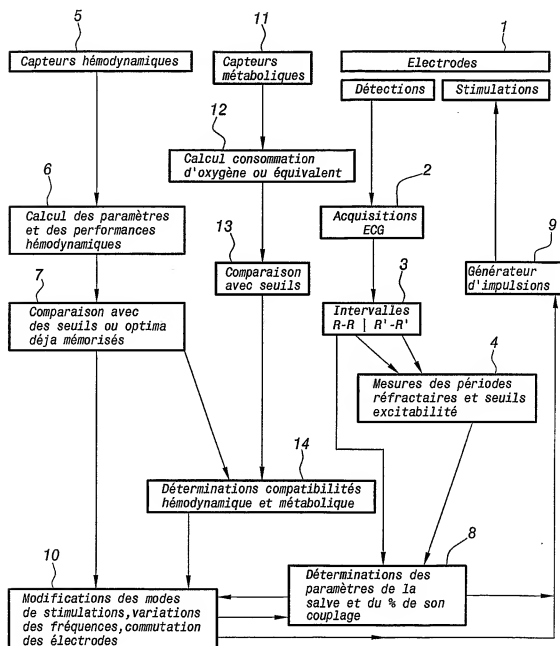 5
Capteurs hémodynamiques
11
Capteurs
métaboliques
1
Electrodes
Détections
Stimulations
12
Calcul consommation
d'oxygène ou équivalent
2
Acquisitions
ECG
6
Calcul des paramètres
et des performances
hémodynamiques
13
Comparaison
avec seuils
9
Générateur
d'impulsions
7
Comparaison avec
des seuils ou optima
déja mémorisés
3
Intervalles
R-R | R'-R'
4
Mesures des périodes
réfractaires et seuils
excitabilité
14
Déterminations compatibilités
hémodynamique et métabolique
8
Déterminations des
paramètres de la
salve et du % de son
couplage
10
Modifications des modes
de stimulations,variations
des fréquences,commutation
des électrodes